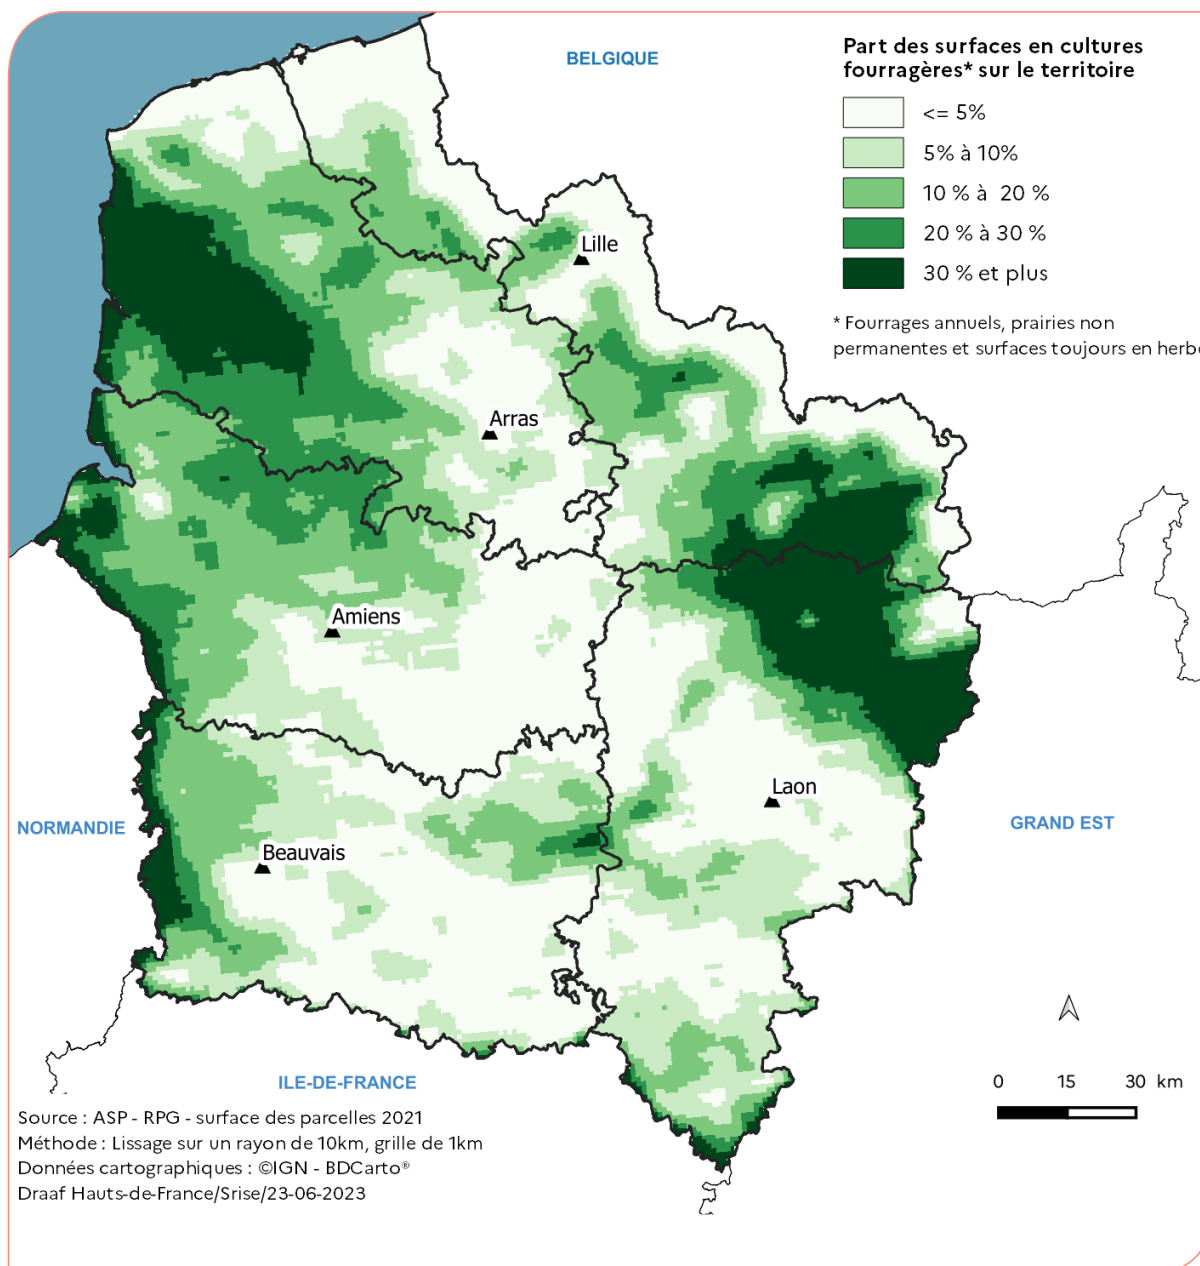 BELGIQUE
Part des surfaces en cultures
fourragères* sur le territoire
<= 5%
5% à 10%
10 % à 20 %
20 % à 30 %
30 % et plus
* Fourrages annuels, prairies non
permanentes et surfaces toujours en herb
Lille
Arras
Amiens
Laon
NORMANDIE
GRAND EST
Beauvais
ILE-DE-FRANCE
0 15 30 km
Source : ASP - RPG - surface des parcelles 2021
Méthode : Lissage sur un rayon de 10km, grille de 1km
Données cartographiques : ©IGN - BDCarto®
Draaf Hauts-de-France/Srise/23-06-2023